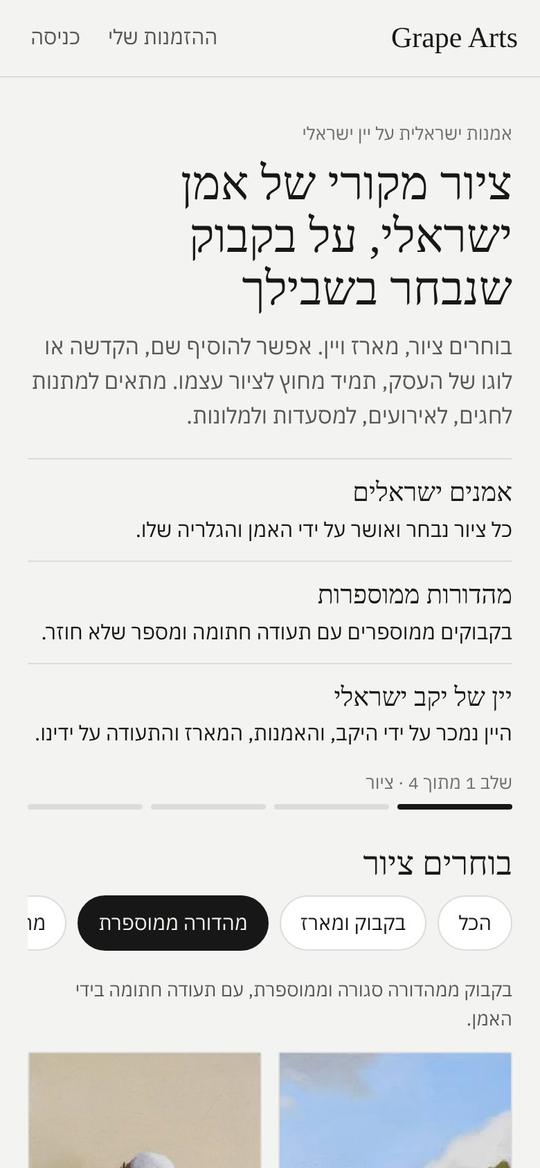 Grape Arts
ההזמנות שלי
כניסה
אמנות ישראלית על יין ישראלי
ציור מקורי של אמן
ישראלי, על בקבוק
שנבחר בשבילך
בוחרים ציור, מארז ויין. אפשר להוסיף שם, הקדשה או
לוגו של העסק, תמיד מחוץ לציור עצמו. מתאים למתנות
לחגים, לאירועים, למסעדות ולמלונות.
אמנים ישראלים
כל ציור נבחר ואושר על ידי האמן והגלריה שלו.
מהדורות ממוספרות
בקבוקים ממוספרים עם תעודה חתומה ומספר שלא חוזר.
יין של יקב ישראלי
היין נמכר על ידי היקב, והאמנות, המארז והתעודה על ידינו.
שלב 1 מתוך 4 · ציור
בוחרים ציור
הכל
בקבוק ומארז
מהדורה ממוספרת
בקבוק ממהדורה סגורה וממוספרת, עם תעודה חתומה בידי
האמן.